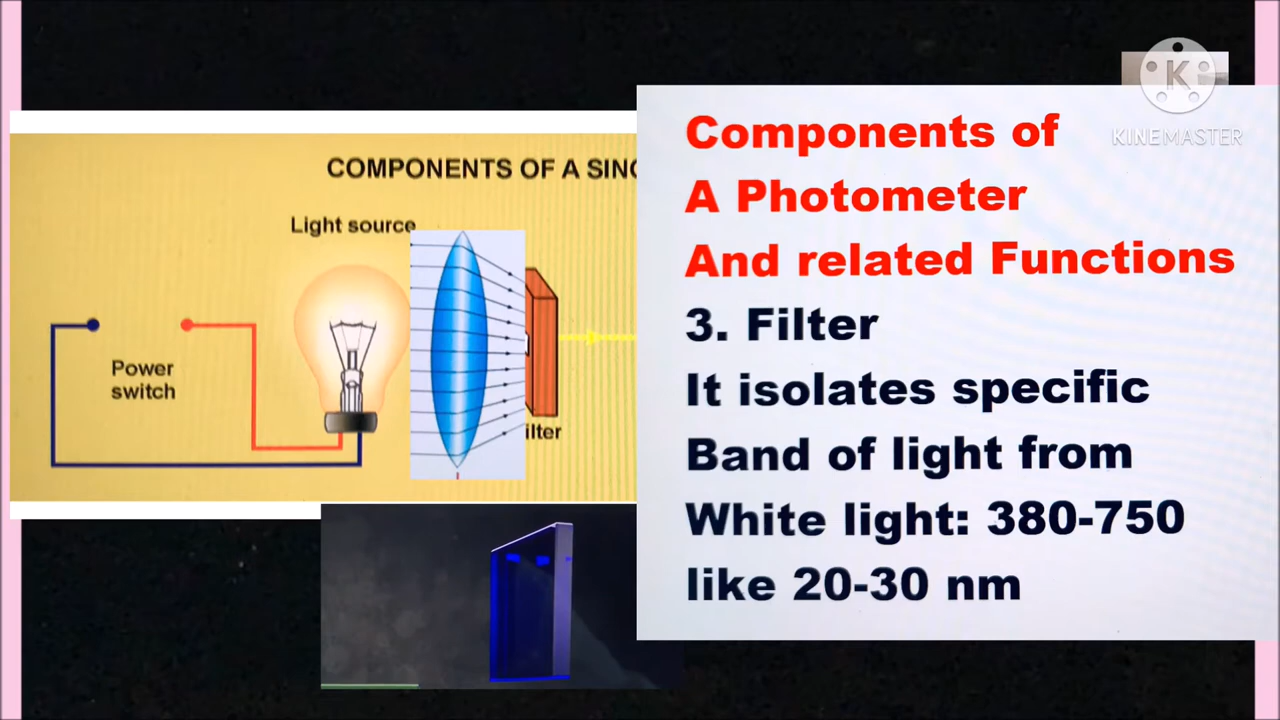 COMPONENTS OF A SING
Light source
Power
switch
ilter
K
KINEMASTER
Components of
A Photometer
And related Functions
3. Filter
It isolates specific
Band of light from
White light: 380-750
like 20-30 nm